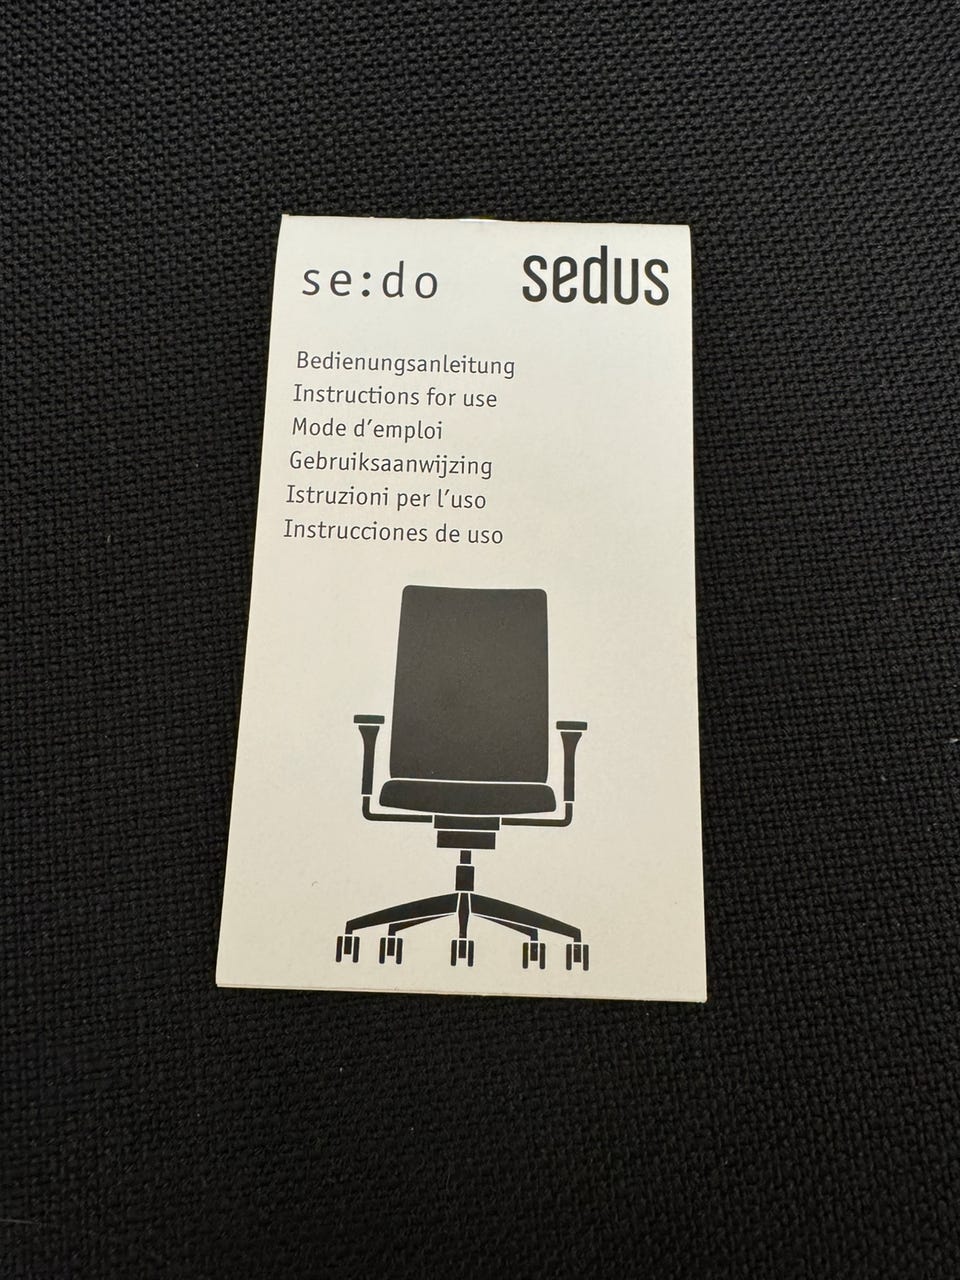 se:do sedus
Bedienungsanleitung
Instructions for use
Mode d’emploi
Gebruiksaanwijzing
Istruzioni per l’uso
Instrucciones de uso